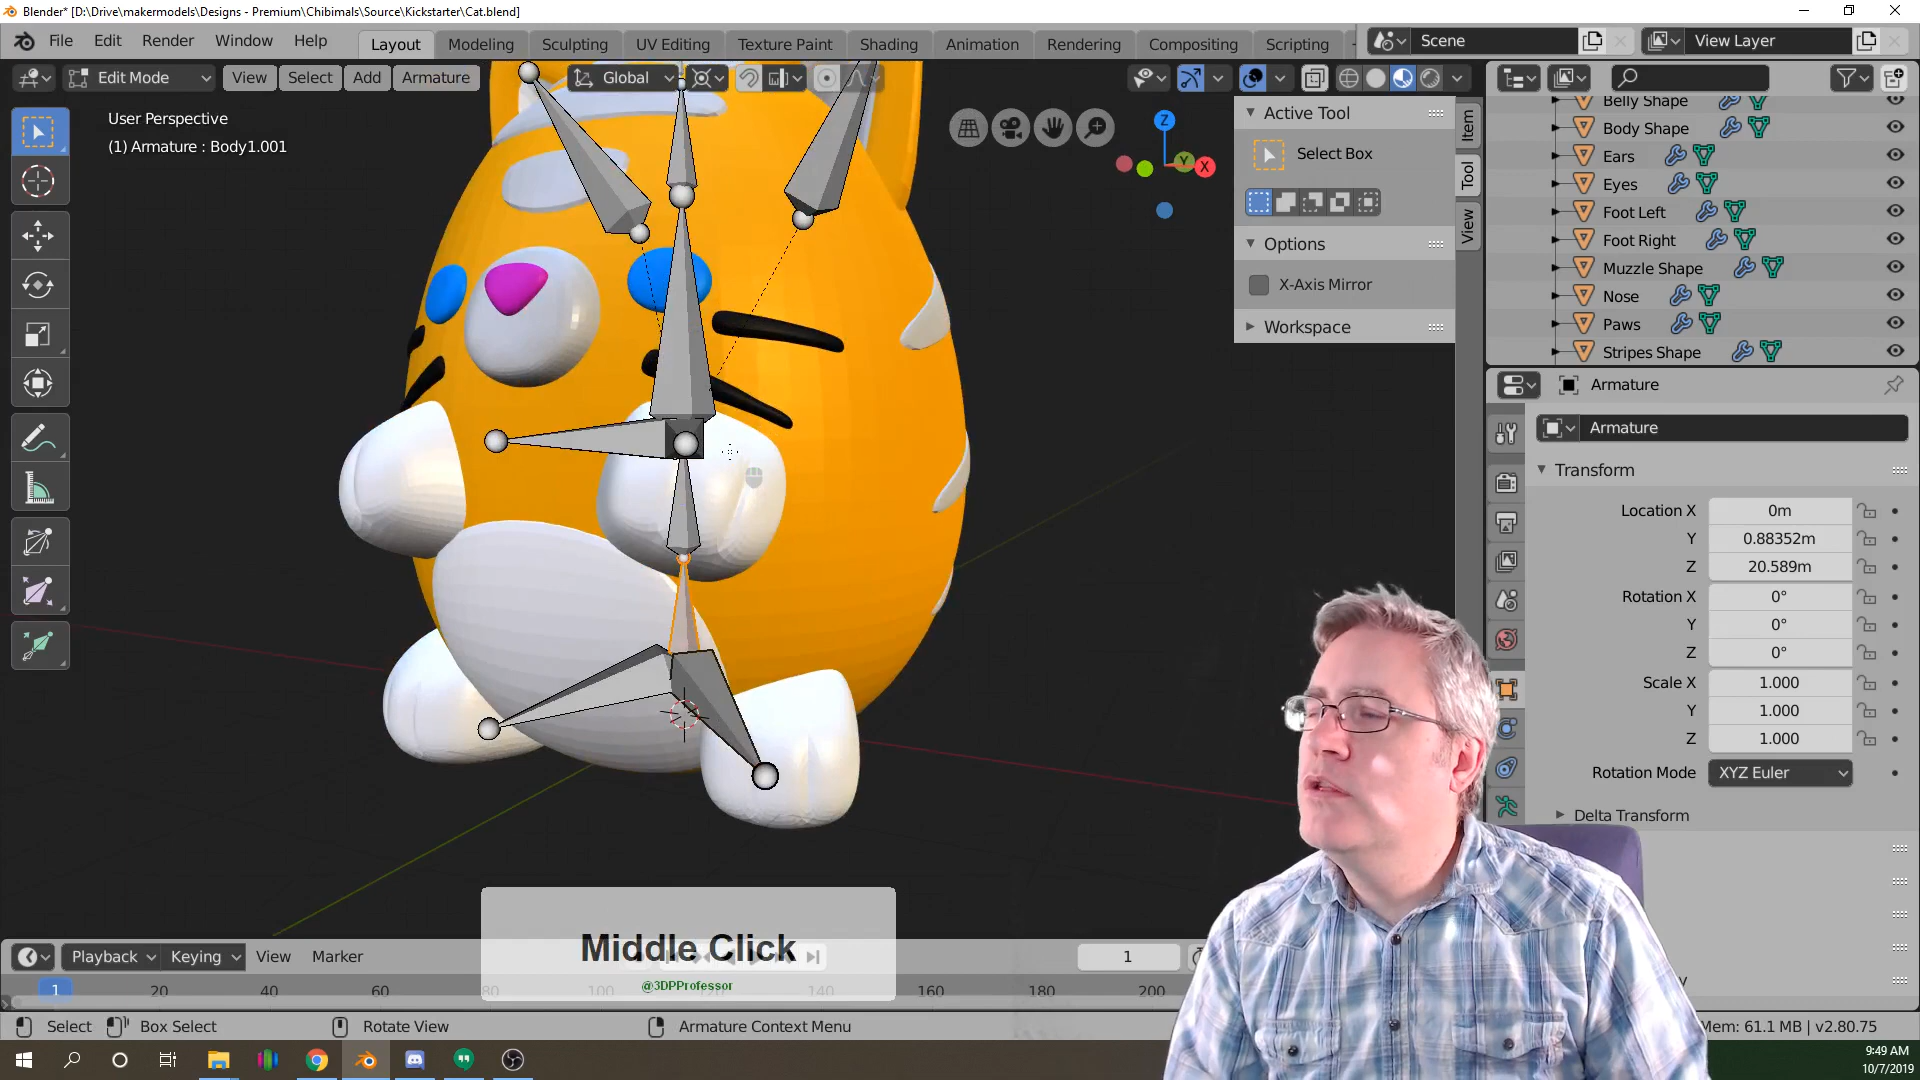 Blender* [D:\Drive\makermodels\Designs - Premium\Chibimals\Source\Kickstarter\Cat.blend]
File Edit Render Window Help Layout Modeling Sculpting UV Editing Texture Paint Shading Animation Rendering Compositing Scripting Scene View Layer
Edit Mode View Select Add Armature Global
User Perspective
(1) Armature : Body1.001
Z
Y
X
Active Tool
Select Box
Options
X-Axis Mirror
Workspace
Item
Tool
View
Belly Shape
Body Shape
Ears
Eyes
Foot Left
Foot Right
Muzzle Shape
Nose
Paws
Stripes Shape
Armature
Armature
Transform
Location X 0m
Y 0.88352m
Z 20.589m
Rotation X 0°
Y 0°
Z 0°
Scale X 1.000
Y 1.000
Z 1.000
Rotation Mode XYZ Euler
Delta Transform
Middle Click
@3DPProfessor
Playback Keying View Marker 1
1 20 40 60 80 100 120 140 160 180 200
Select Box Select Rotate View Armature Context Menu
Mem: 61.1 MB | v2.80.75
9:49 AM
10/7/2019